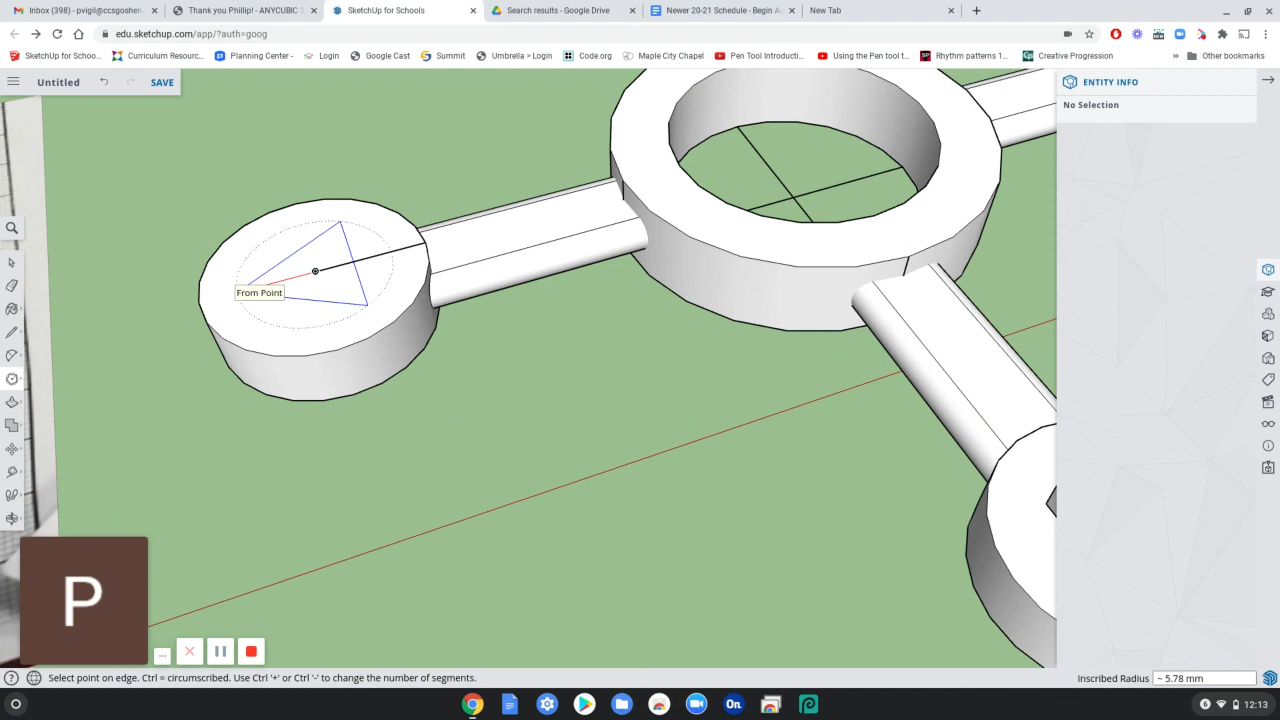 Inbox (398) - pvigil@ccsgoshen.
Thank you Phillip! - ANYCUBIC 3
SketchUp for Schools
Search results - Google Drive
Newer 20-21 Schedule - Begin A
New Tab
edu.sketchup.com/app/?auth=goog
SketchUp for Schoo...
Curriculum Resourc...
Planning Center -
Login
Google Cast
Umbrella > Login
Summit
Code.org
Maple City Chapel
Pen Tool Introducti...
Using the Pen tool t...
Rhythm patterns 1...
Creative Progression
»
Other bookmarks
Untitled
SAVE
ENTITY INFO
No Selection
From Point
P
...
Select point on edge. Ctrl = circumscribed. Use Ctrl '+' or Ctrl '-' to change the number of segments.
Inscribed Radius
~ 5.78 mm
On
6
12:13